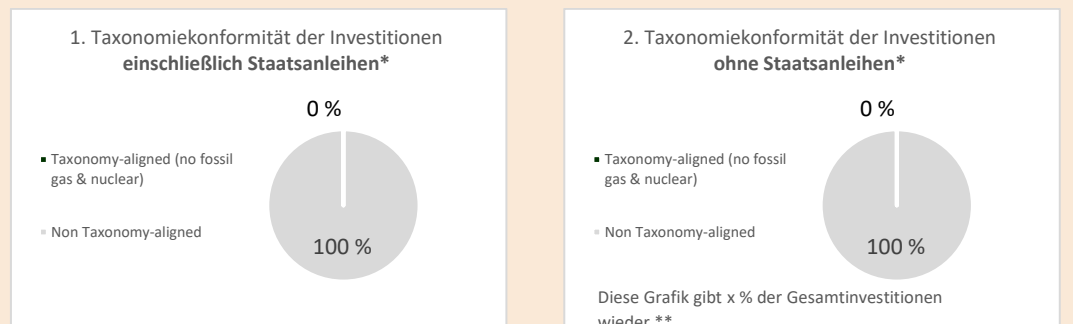 1. Taxonomiekonformität der Investitionen
einschließlich Staatsanleihen*
0 %
Taxonomy-aligned (no fossil
gas & nuclear)
Non Taxonomy-aligned
100 %
2. Taxonomiekonformität der Investitionen
ohne Staatsanleihen*
0 %
Taxonomy-aligned (no fossil
gas & nuclear)
Non Taxonomy-aligned
100 %
Diese Grafik gibt x % der Gesamtinvestitionen
wieder.**